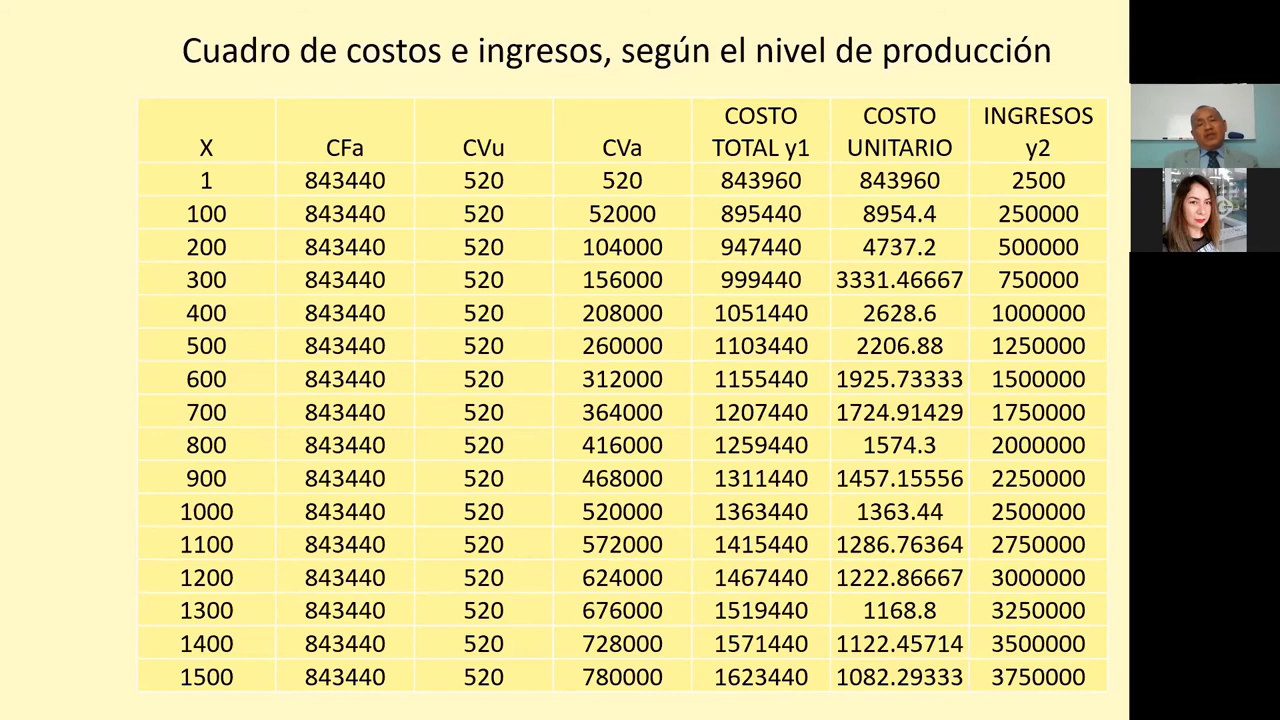 Cuadro de costos e ingresos, según el nivel de producción
X CFa CVu CVa COSTO TOTAL y1 COSTO UNITARIO INGRESOS y2
1 843440 520 520 843960 843960 2500
100 843440 520 52000 895440 8954.4 250000
200 843440 520 104000 947440 4737.2 500000
300 843440 520 156000 999440 3331.46667 750000
400 843440 520 208000 1051440 2628.6 1000000
500 843440 520 260000 1103440 2206.88 1250000
600 843440 520 312000 1155440 1925.73333 1500000
700 843440 520 364000 1207440 1724.91429 1750000
800 843440 520 416000 1259440 1574.3 2000000
900 843440 520 468000 1311440 1457.15556 2250000
1000 843440 520 520000 1363440 1363.44 2500000
1100 843440 520 572000 1415440 1286.76364 2750000
1200 843440 520 624000 1467440 1222.86667 3000000
1300 843440 520 676000 1519440 1168.8 3250000
1400 843440 520 728000 1571440 1122.45714 3500000
1500 843440 520 780000 1623440 1082.29333 3750000